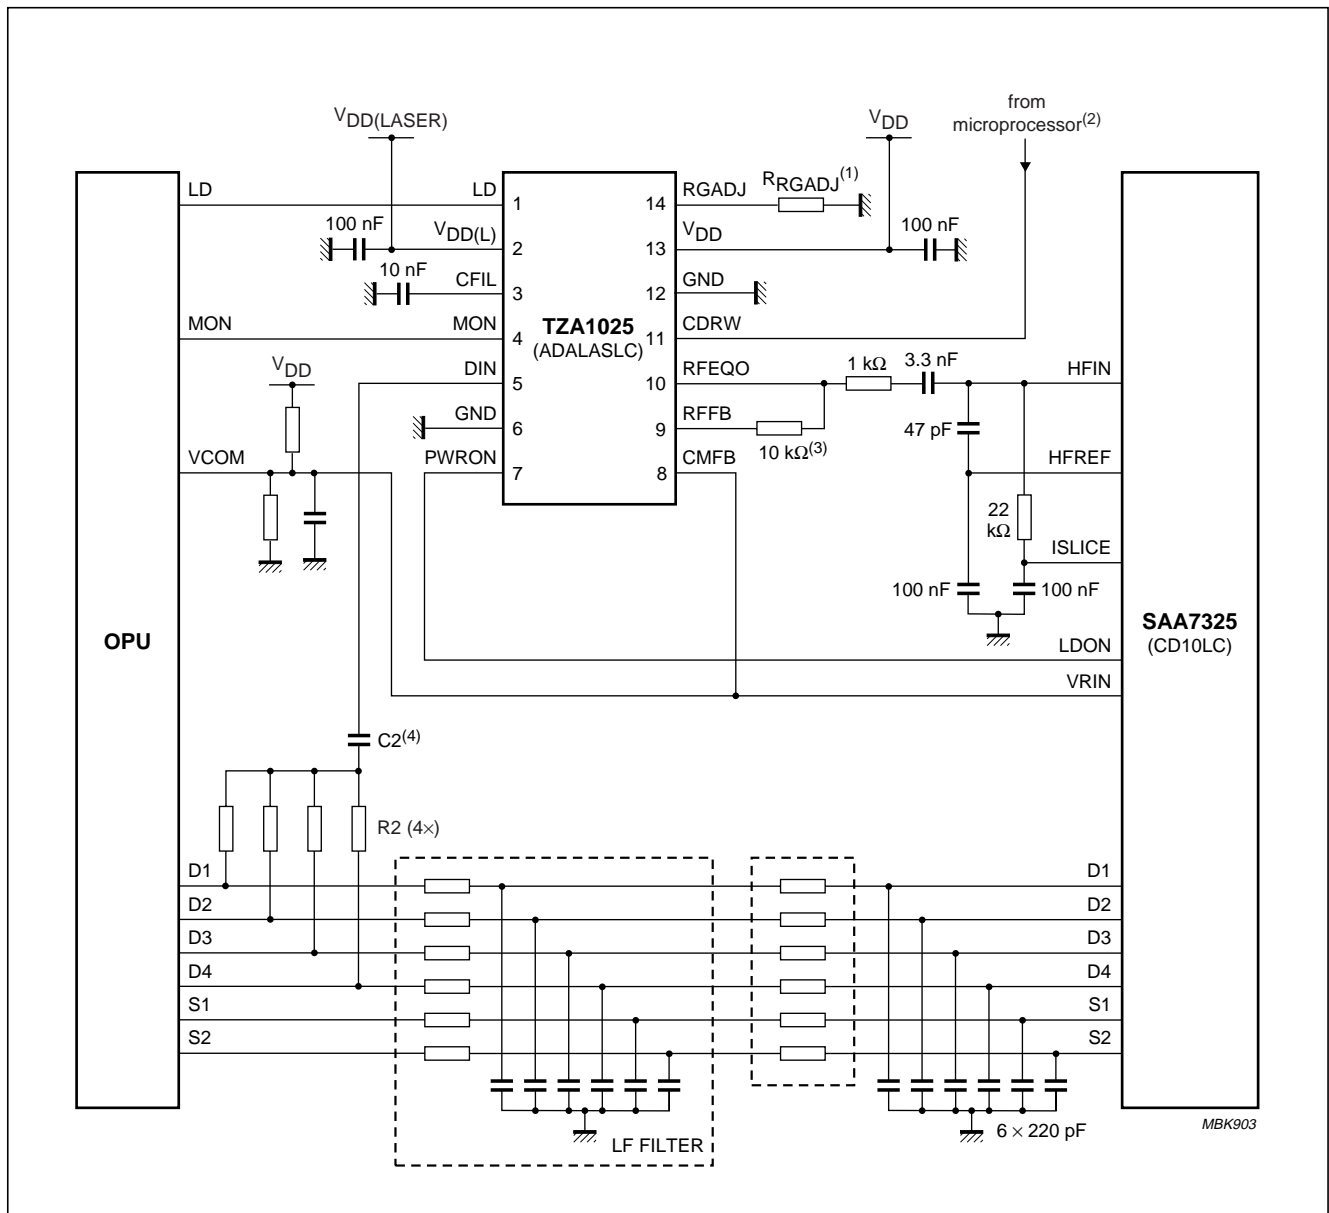 from
microprocessor(2)
VDD(LASER)
VDD
LD
LD
1
14
RGADJ
RRGADJ(1)
100 nF
VDD(L)
2
13
VDD
100 nF
10 nF
CFIL
3
12
GND
TZA1025
(ADALASLC)
MON
MON
4
11
CDRW
VDD
DIN
5
10
RFEQO
1 kΩ
3.3 nF
HFIN
GND
6
9
RFFB
10 kΩ(3)
47 pF
VCOM
PWRON
7
8
CMFB
HFREF
22
kΩ
ISLICE
100 nF
100 nF
OPU
SAA7325
(CD10LC)
LDON
VRIN
C2(4)
R2 (4×)
D1
D1
D2
D2
D3
D3
D4
D4
S1
S1
S2
S2
LF FILTER
6 × 220 pF
MBK903